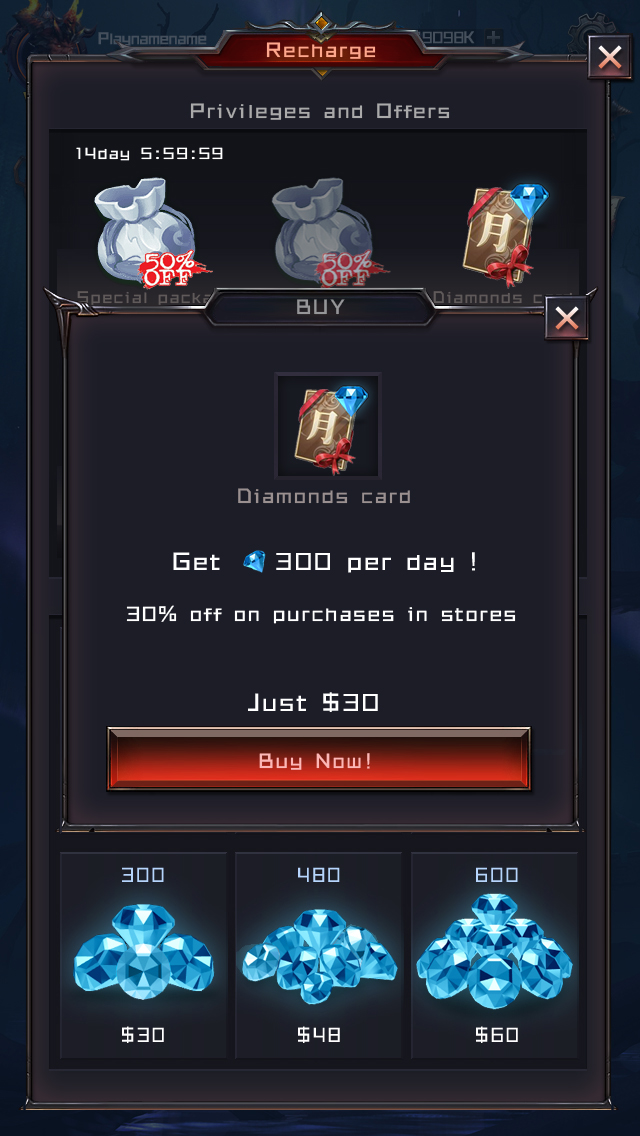 Playnamename
9098K +
Recharge
Privileges and Offers
14day 5:59:59
50%
OFF
50%
OFF
月
Special packa
Diamonds c
BUY
月
Diamonds card
Get 300 per day !
30% off on purchases in stores
Just $30
Buy Now!
300
480
600
$30
$48
$60